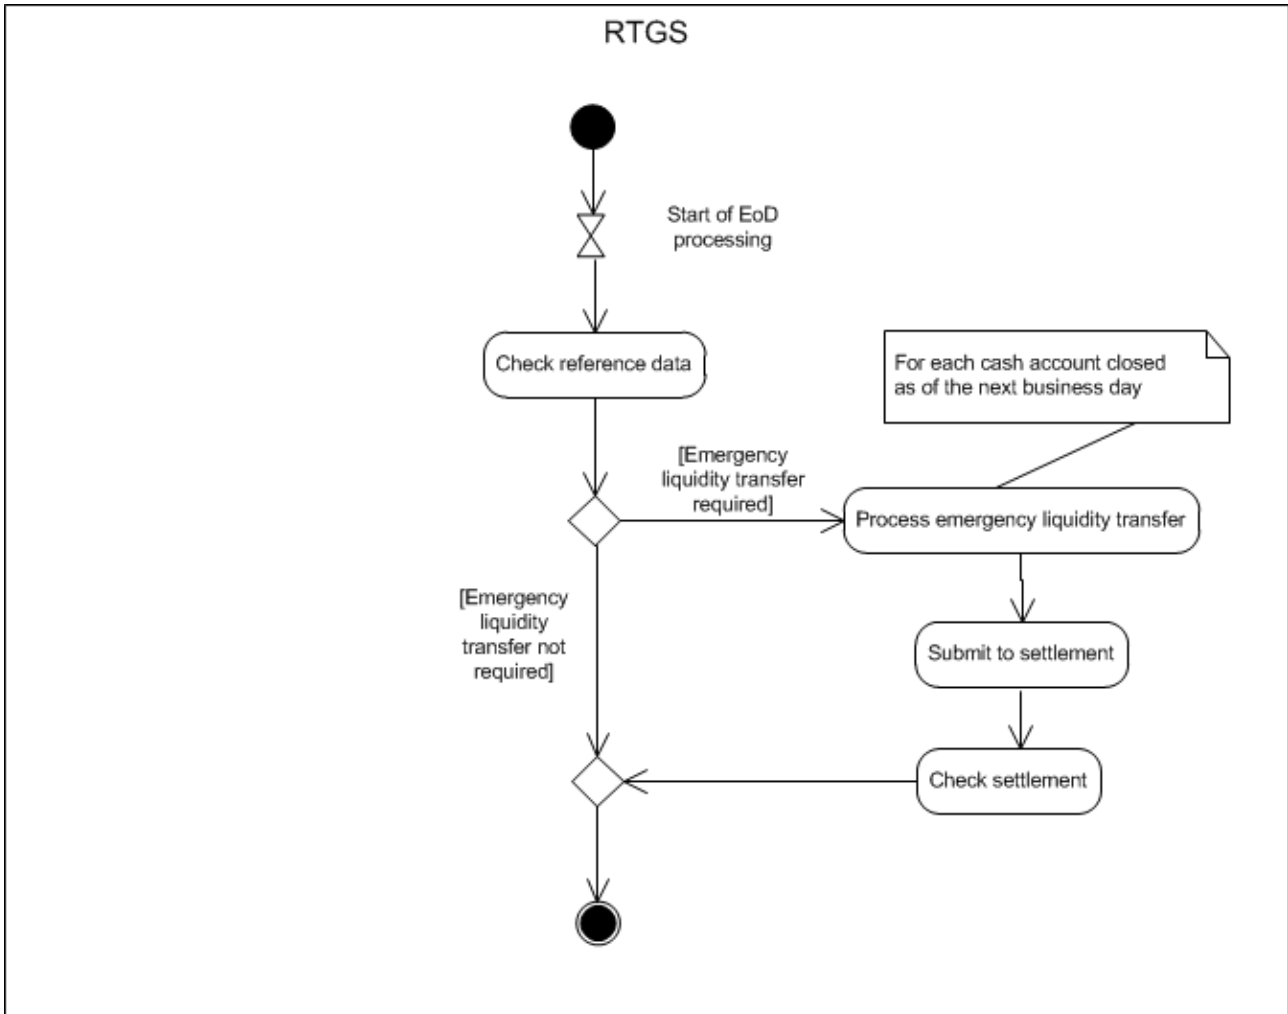 RTGS
Start of EoD
processing
Check reference data
For each cash account closed
as of the next business day
[Emergency
liquidity transfer
required]
Process emergency liquidity transfer
[Emergency
liquidity
transfer not
required]
Submit to settlement
Check settlement